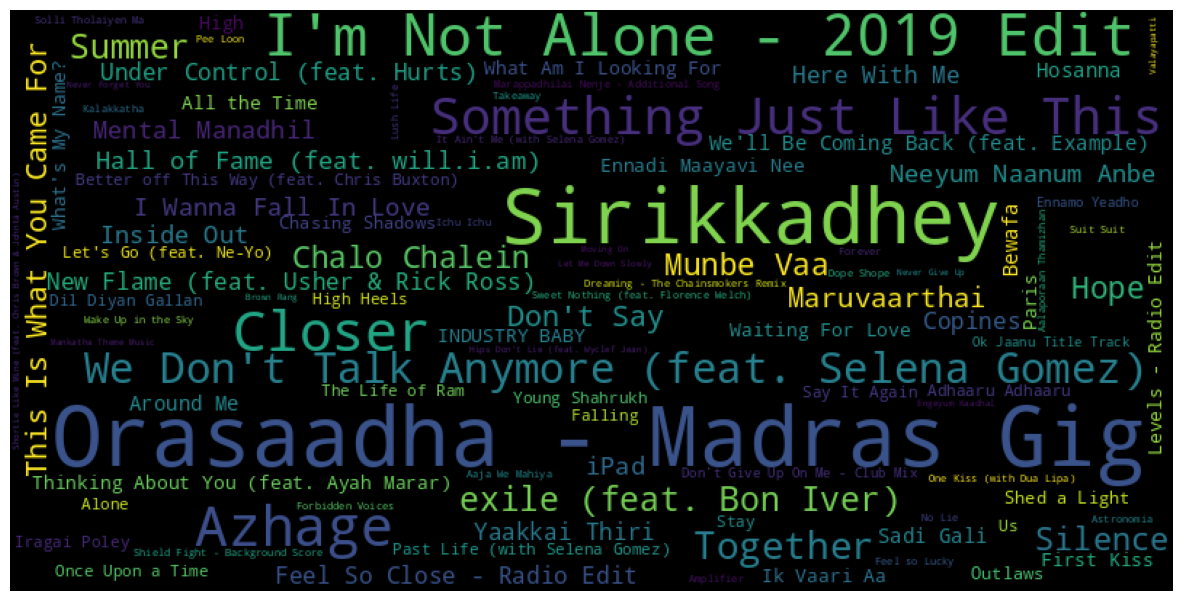 Solli Tholaiyen Ma
High
I'm Not Alone - 2019 Edit
Valayapatti
Summer
Pee Loon
This Is What You Came For
What's My Name?
Under Control (feat. Hurts)
What Am I Looking For
Here With Me
Hosanna
Never Forget You
Luth Life
Warappadhilai Nenje - Additional Song
Takeaway
Kalakkatha
All the Time
Something Just Like This
Mental Manadhil
It Ain't Me (with Selena Gomez)
We'll Be Coming Back (feat. Example)
Hall of Fame (feat. will.i.am)
Ennadi Maayavi Nee
Neeyum Naanum Anbe
Better off This Way (feat. Chris Buxton)
Sirikkadhey
I Wanna Fall In Love
Chasing Shadows
Ichu Ichu
Bewafa
Ennamo Yeadho
Aalaporaan Thamizhan
Suit Suit
Inside Out
Let's Go (feat. Ne-Yo)
Chalo Chalein
Moving On
Let Me Down Slowly
Forever
Munbe Vaa
Dope Shope
Never Give Up
Levels - Radio Edit
New Flame (feat. Usher & Rick Ross)
Dreaming - The Chainsmokers Remix
Maruvaarthai
Paris
Hope
Dil Diyan Gallan
Brown Rang
High Heels
Sweet Nothing (feat. Florence Welch)
Wake Up in the Sky
Closer
Don't Say
INDUSTRY BABY
Waiting For Love
Copines
Mankatha Theme Music
Hips Don't Lie (feat. Wyclef Jean)
Ok Jaanu Title Track
We Don't Talk Anymore (feat. Selena Gomez)
The Life of Ram
Young Shahrukh
Say It Again
Adhaaru Adhaaru
Around Me
Falling
Engeyum Kaadhal
Orasaadha - Madras Gig
iPad
Aaja We Mahiya
Don't Give Up On Me - Club Mix
One Kiss (with Dua Lipa)
Thinking About You (feat. Ayah Marar)
exile (feat. Bon Iver)
Shed a Light
Alone
Forbidden Voices
Azhage
Yaakkai Thiri
Stay
No Lie
Us
Astronomia
Iragai Poley
Shield Fight - Background Score
Past Life (with Selena Gomez)
Together
Sadi Gali
Silence
Feel so Lucky
First Kiss
Once Upon a Time
Feel So Close - Radio Edit
Amplifier
Ik Vaari Aa
Outlaws